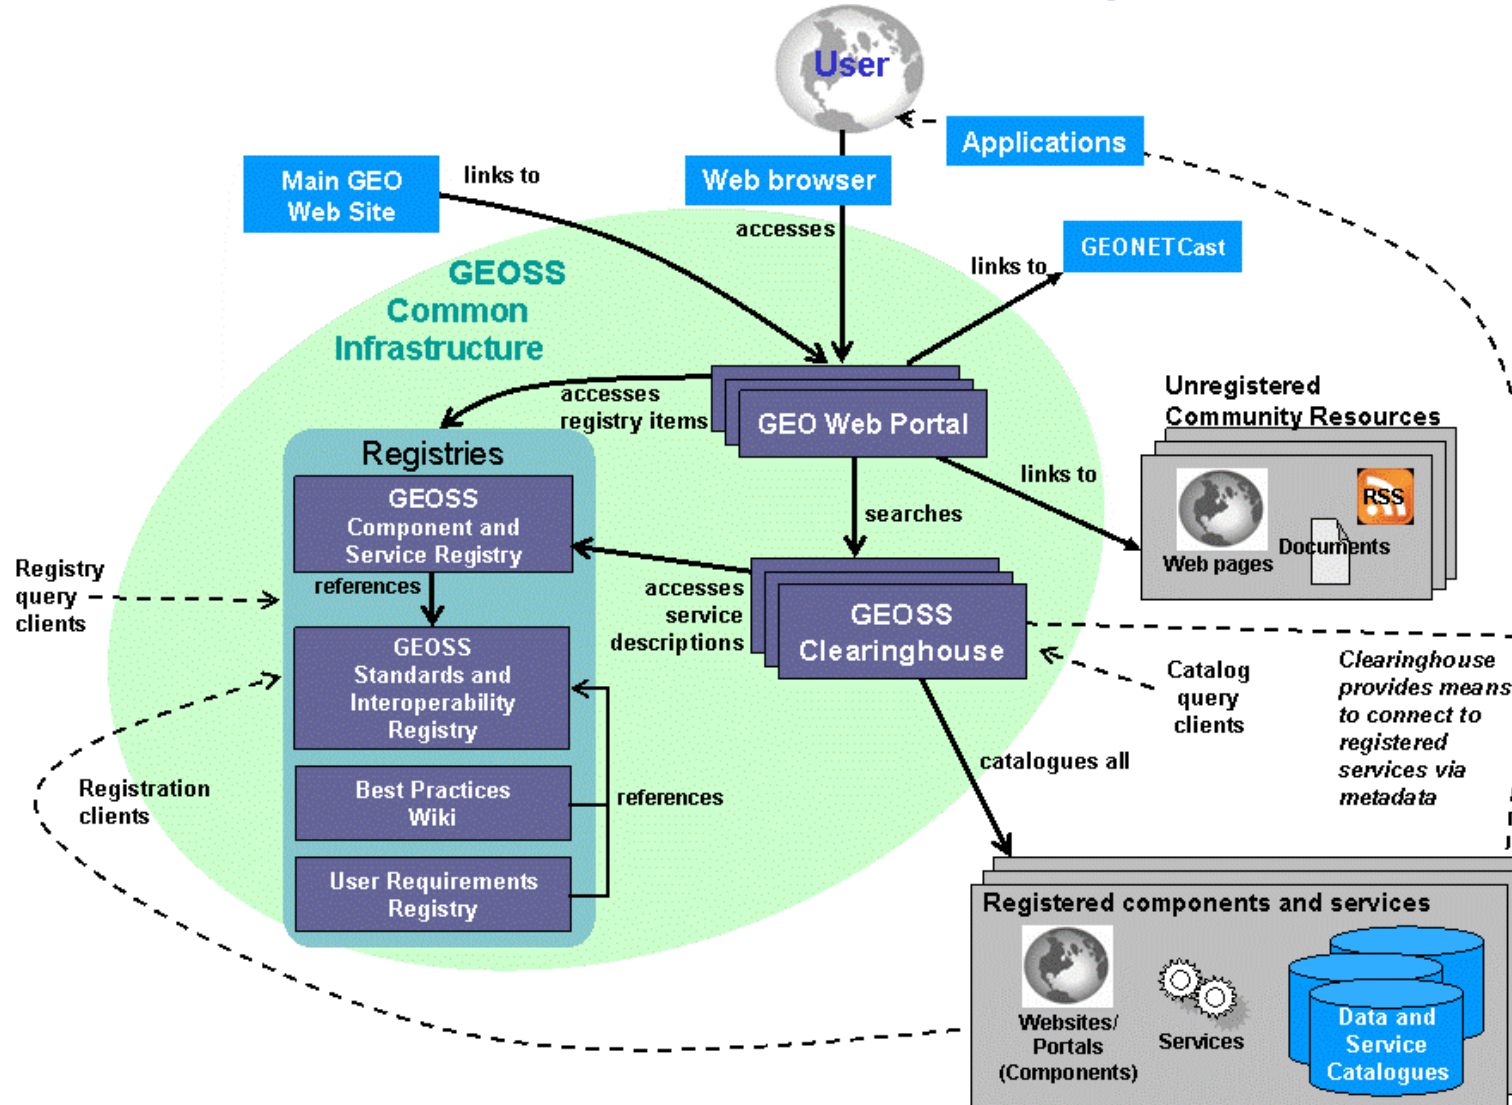 User
Applications
Main GEO
Web Site
links to
Web browser
accesses
GEONETCast
links to
GEOSS
Common
Infrastructure
accesses
registry items
GEO Web Portal
Unregistered
Community Resources
RSS
Documents
Web pages
links to
searches
Registries
GEOSS
Component and
Service Registry
references
accesses
service
descriptions
GEOSS
Clearinghouse
Registry
query
clients
GEOSS
Standards and
Interoperability
Registry
Catalog
query
clients
Clearinghouse
provides means
to connect to
registered
services via
metadata
catalogues all
Registration
clients
Best Practices
Wiki
references
User Requirements
Registry
Registered components and services
Websites/
Portals
(Components)
Services
Data and
Service
Catalogues